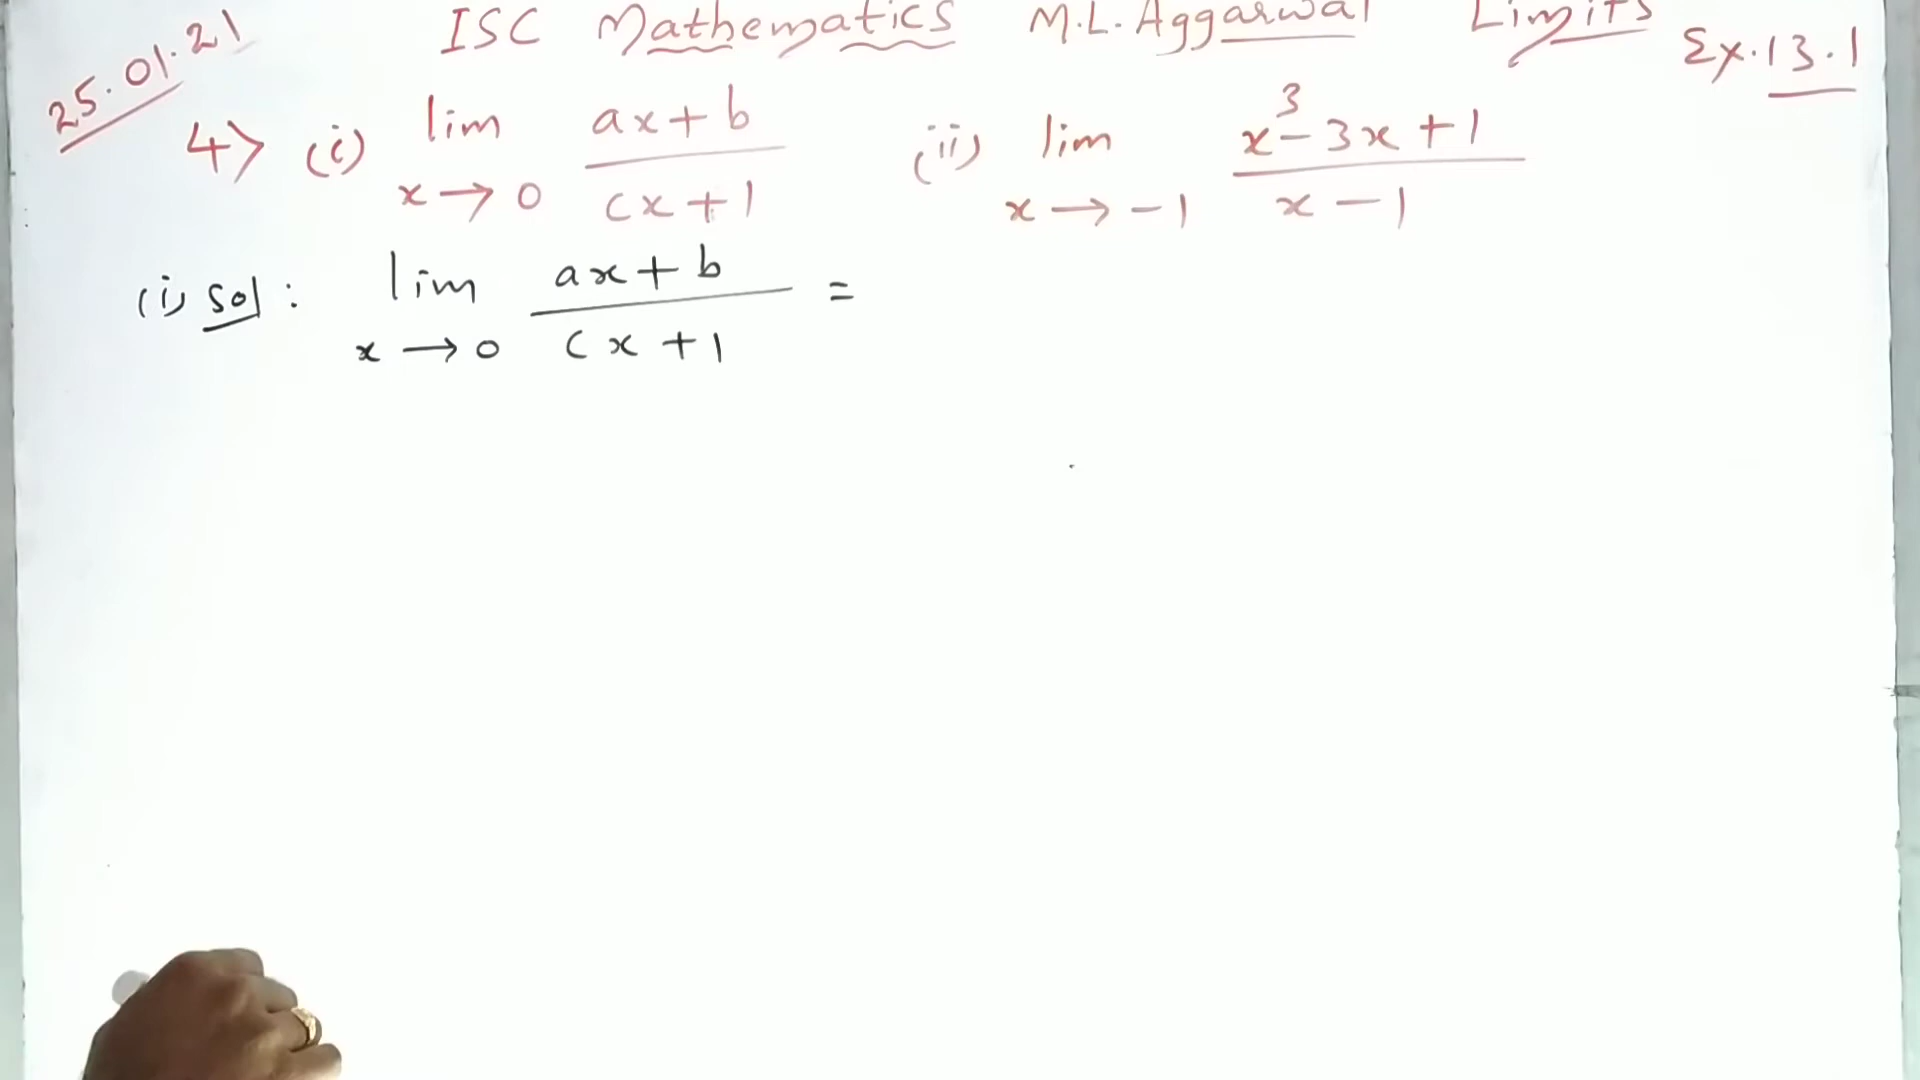 25.01.21 ISC Mathematics M.L. Aggarwal Limits Ex.13.1
4> (i) lim x→0 (ax+b)/(cx+1) (ii) lim x→-1 (x³-3x+1)/(x-1)
(i) sol: lim x→0 (ax+b)/(cx+1) =